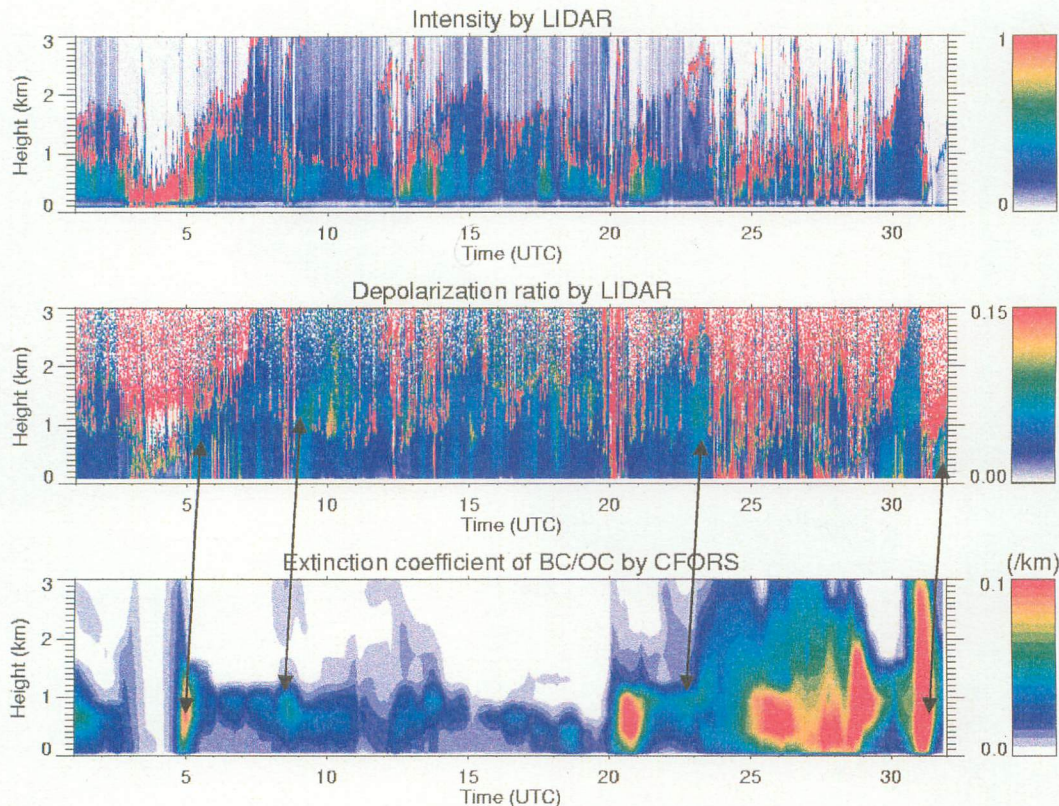 Intensity by LIDAR
3
2
1
0
Height (km)
5 10 15 20 25 30
Time (UTC)
1
0
Depolarization ratio by LIDAR
3
2
1
0
Height (km)
5 10 15 20 25 30
Time (UTC)
0.15
0.00
Extinction coefficient of BC/OC by CFORS
(/km)
3
2
1
0
Height (km)
5 10 15 20 25 30
Time (UTC)
0.1
0.0